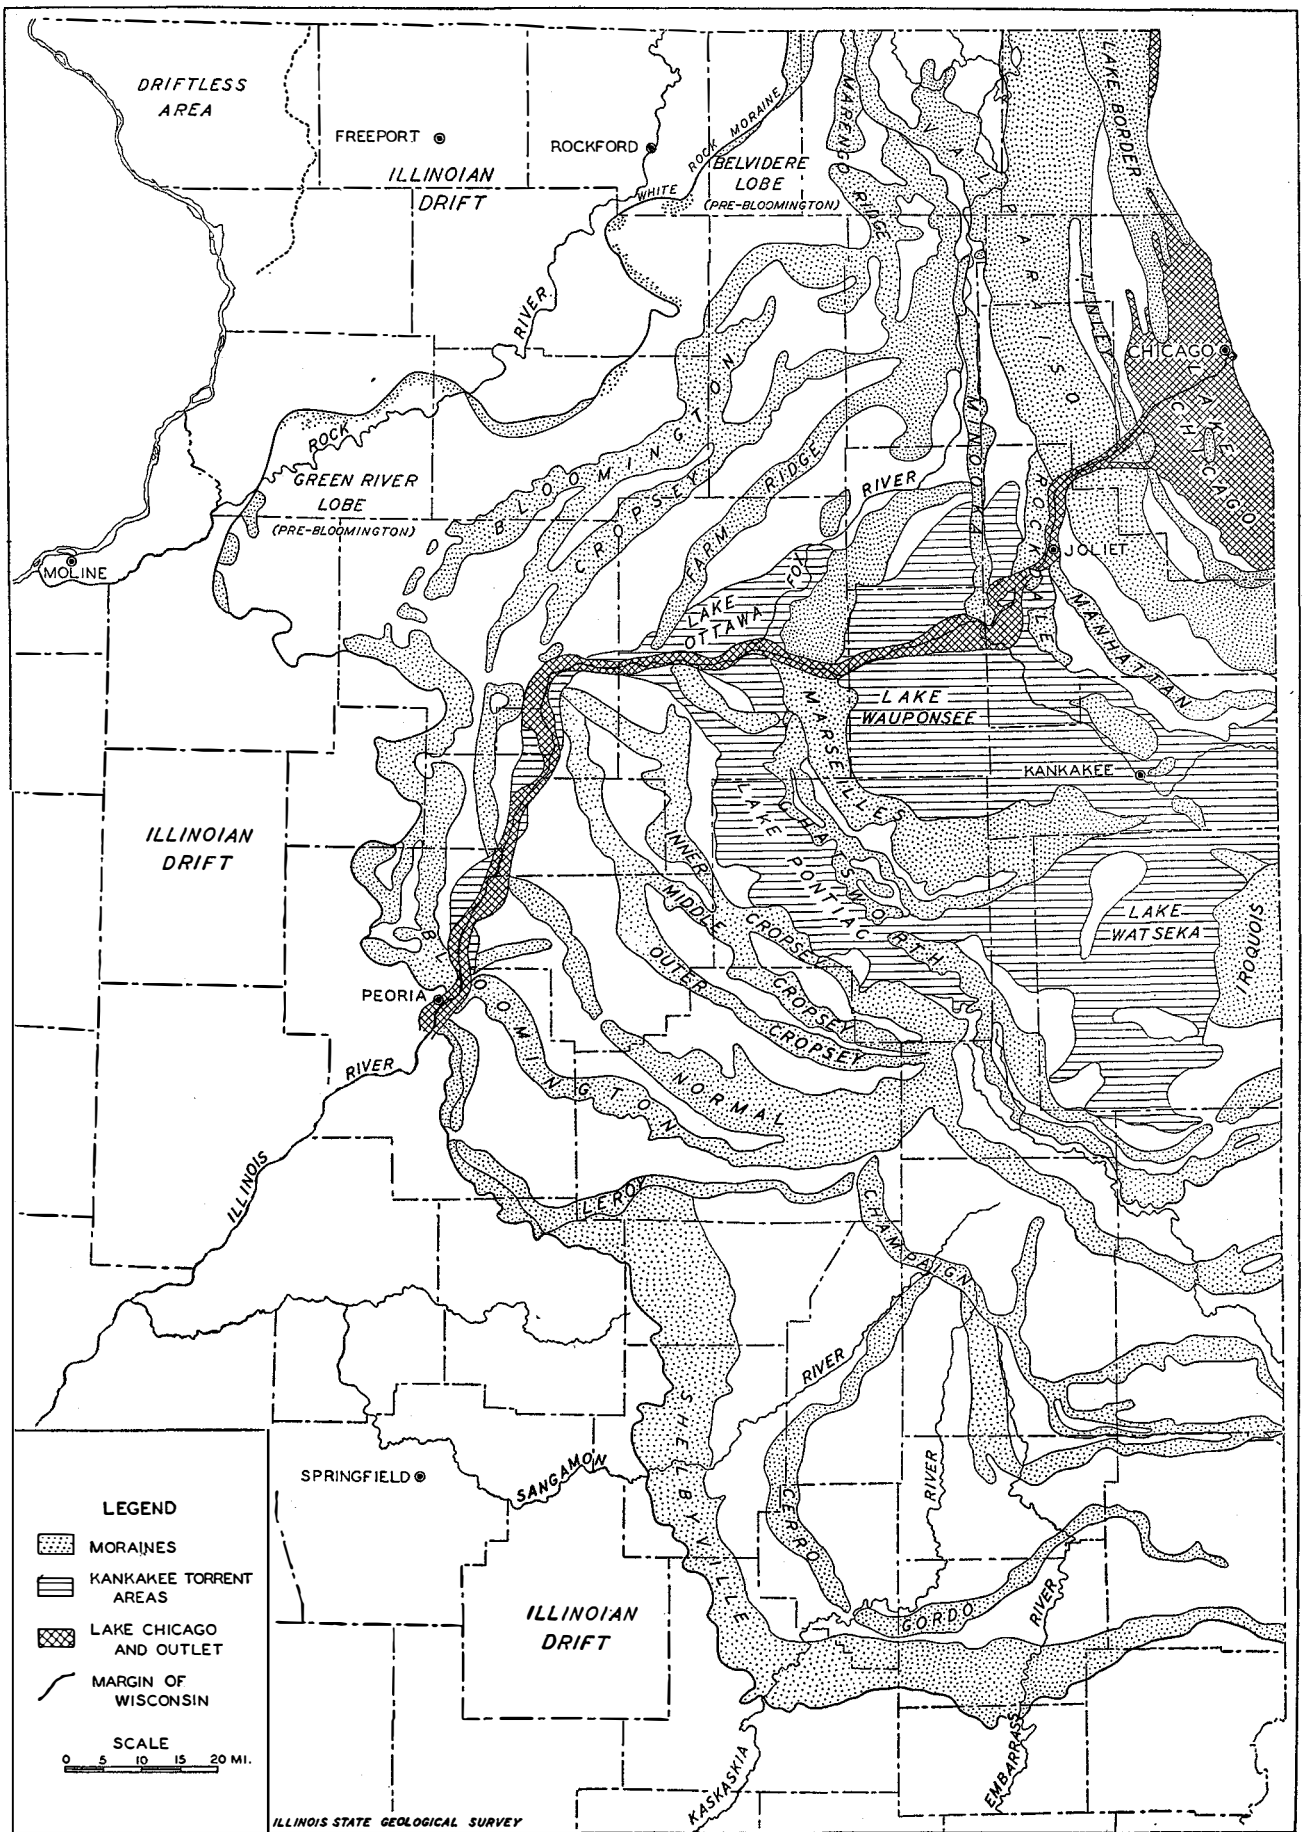 DRIFTLESS
AREA
FREEPORT
ROCKFORD
ILLINOIAN
DRIFT
WHITE ROCK MORAINE
BELVIDERE
LOBE
(PRE-BLOOMINGTON)
MARENGO RIDGE
VALPARAISO
LAKE BORDER
TINLEY
CHICAGO
LAKE
CHICAGO
RIVER
ROCK
GREEN RIVER
LOBE
(PRE-BLOOMINGTON)
BLOOMINGTON
CROPSEY
FARM RIDGE
FOX RIVER
MINOOKA
ROCKDALE
JOLIET
MANHATTAN
MOLINE
LAKE
OTTAWA
LAKE
WAUPONSEE
MARSEILLES
KANKAKEE
ILLINOIAN
DRIFT
LAKE PONTIAC
CHATSWORTH
INNER CROPSEY
MIDDLE CROPSEY
OUTER CROPSEY
LAKE
WATSEKA
IROQUOIS
PEORIA
BLOOMINGTON
NORMAL
ILLINOIS RIVER
LEROY
CHAMPAIGN
SHELBYVILLE
SPRINGFIELD
SANGAMON RIVER
CERRO GORDO
RIVER
ILLINOIAN
DRIFT
KASKASKIA
EMBARRASS RIVER
LEGEND
MORAINES
KANKAKEE TORRENT
AREAS
LAKE CHICAGO
AND OUTLET
MARGIN OF
WISCONSIN
SCALE
0 5 10 15 20 MI.
ILLINOIS STATE GEOLOGICAL SURVEY